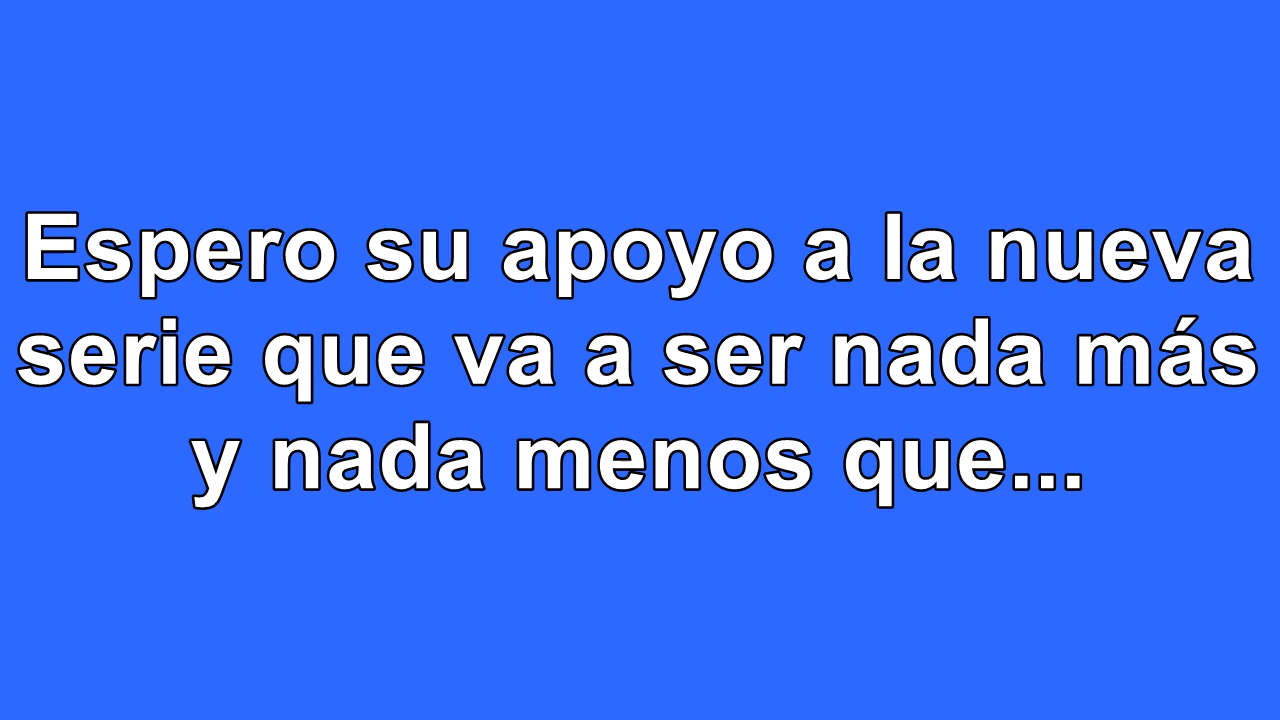 Espero su apoyo a la nueva
serie que va a ser nada más
y nada menos que...